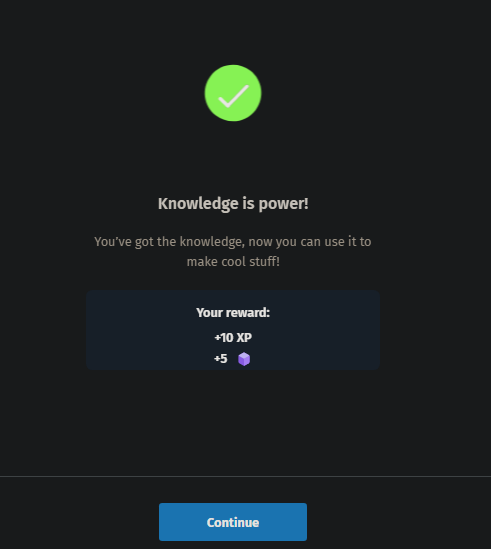 Knowledge is power!
You've got the knowledge, now you can use it to
make cool stuff!
Your reward:
+10 XP
+5
Continue